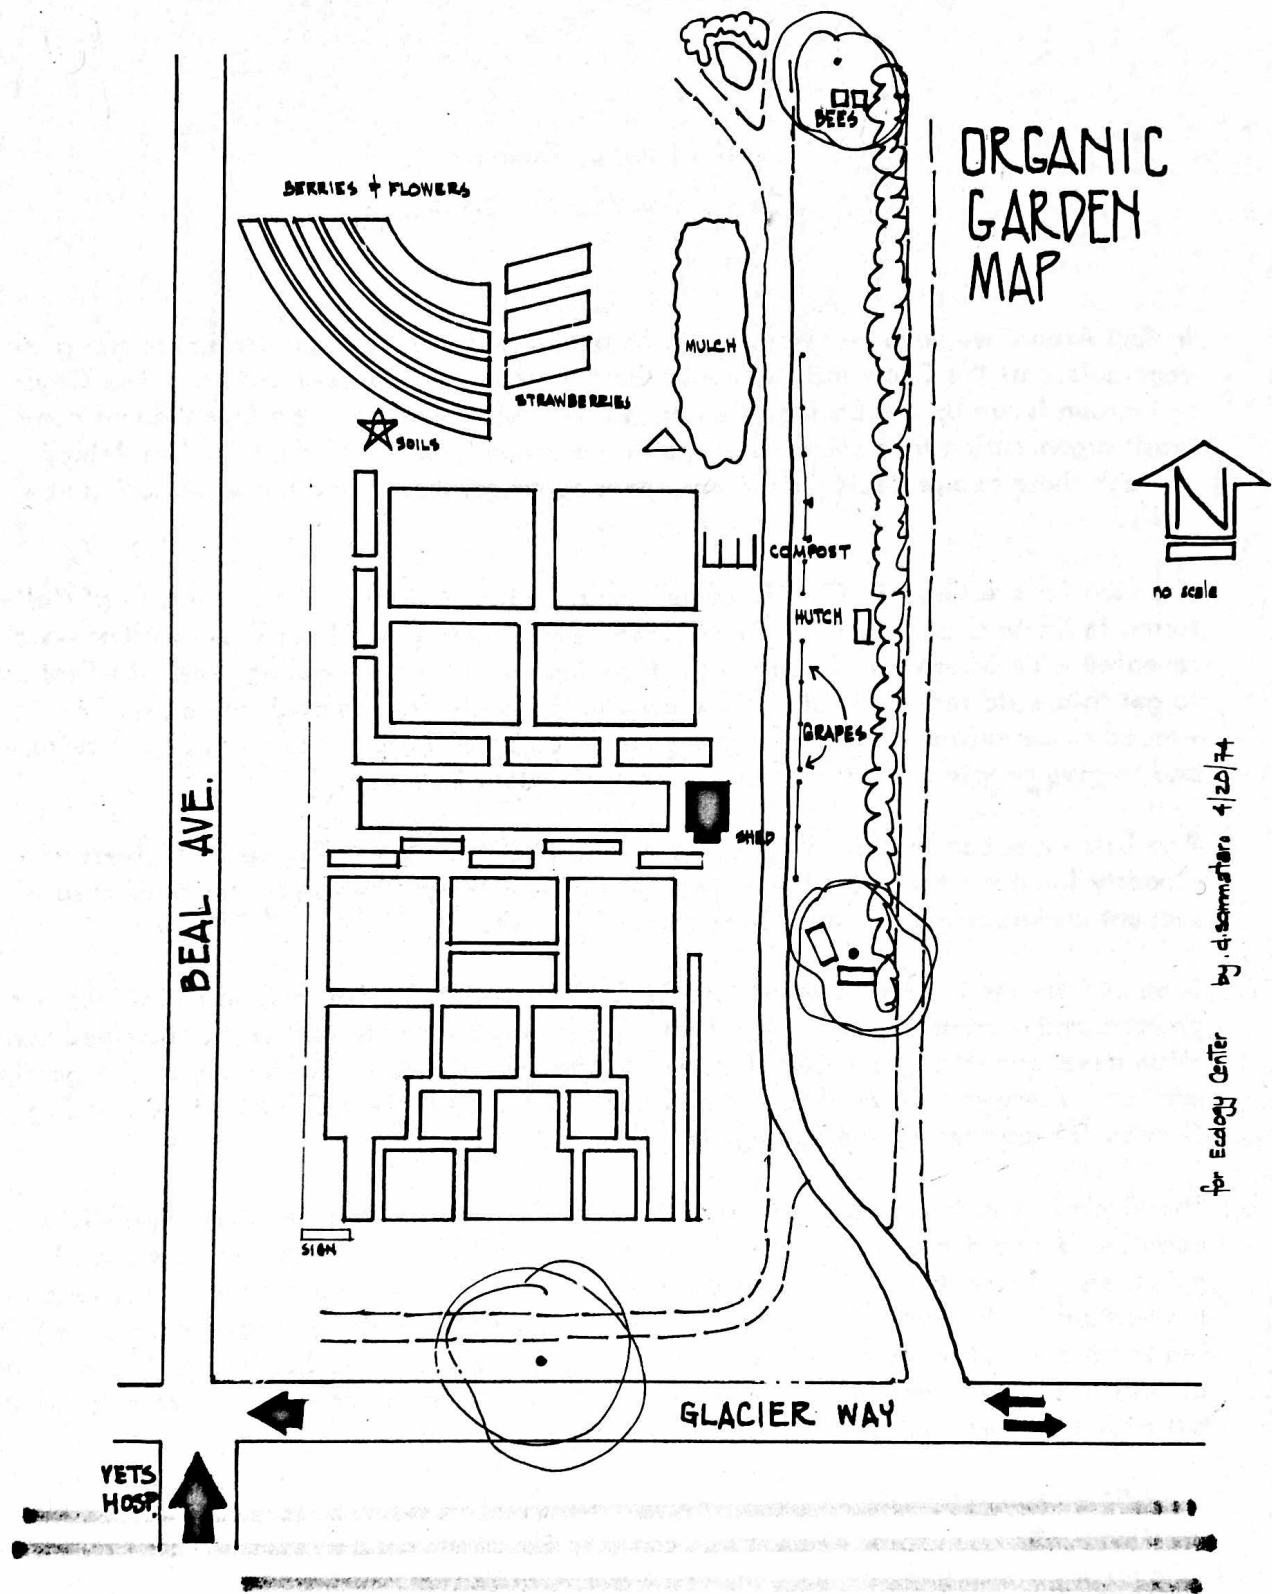 ORGANIC
GARDEN
MAP
BEES
BERRIES + FLOWERS
MULCH
STRAWBERRIES
SOILS
N
no scale
COMPOST
HUTCH
GRAPES
SHED
BEAL AVE.
SIGN
GLACIER WAY
VETS
HOSP
for Ecology Center by d. sammataro 4/20/74